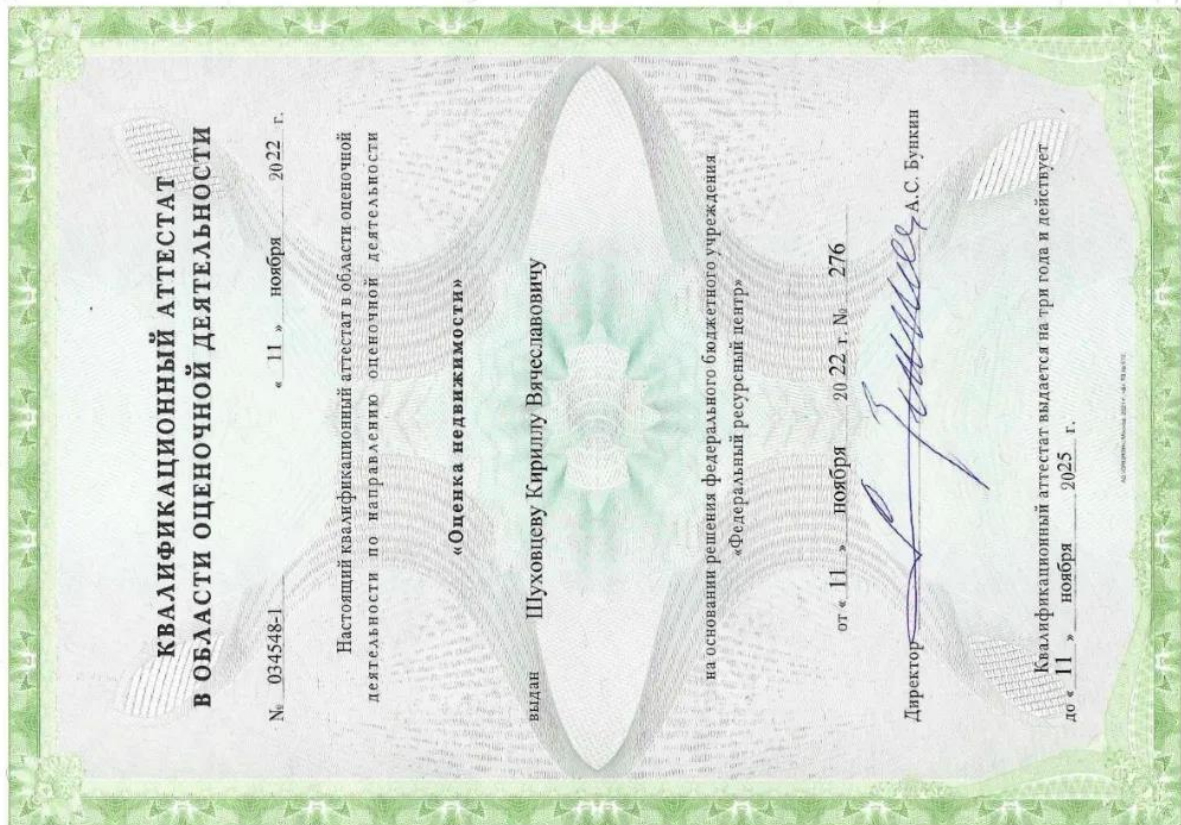 КВАЛИФИКАЦИОННЫЙ АТТЕСТАТ
В ОБЛАСТИ ОЦЕНОЧНОЙ ДЕЯТЕЛЬНОСТИ
№ 034548-1 « 11 » ноября 2022 г.
Настоящий квалификационный аттестат в области оценочной
деятельности по направлению оценочной деятельности
«Оценка недвижимости»
выдан Шуховцеву Кириллу Вячеславовичу
на основании решения федерального бюджетного учреждения
«Федеральный ресурсный центр»
от « 11 » ноября 20 22 г. № 276
Директор А.С. Бункин
Квалификационный аттестат выдается на три года и действует
до « 11 » ноября 2025 г.